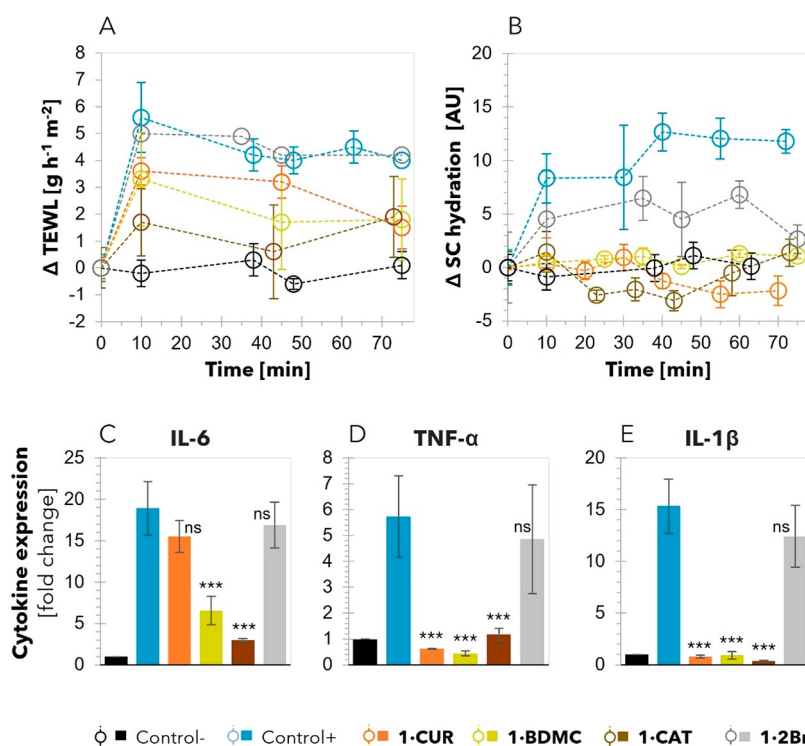 A
B
Δ TEWL [g h⁻¹ m⁻²]
8
7
6
5
4
3
2
1
0
-1
-2
0 10 20 30 40 50 60 70
Time [min]
Δ SC hydration [AU]
20
15
10
5
0
-5
0 10 20 30 40 50 60 70
Time [min]
Cytokine expression
[fold change]
C IL-6
25
20
15
10
5
0
ns
***
***
ns
D TNF-α
8
7
6
5
4
3
2
1
0
*** *** ***
ns
E IL-1β
20
15
10
5
0
*** *** ***
ns
Control- Control+ 1·CUR 1·BDMC 1·CAT